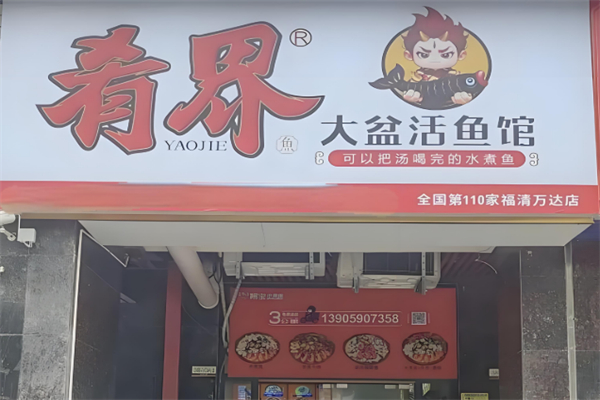 肴界®
YAOJIE
魚
大盆活鱼馆
可以把汤喝完的水煮鱼
全国第110家福清万达店
13905907358